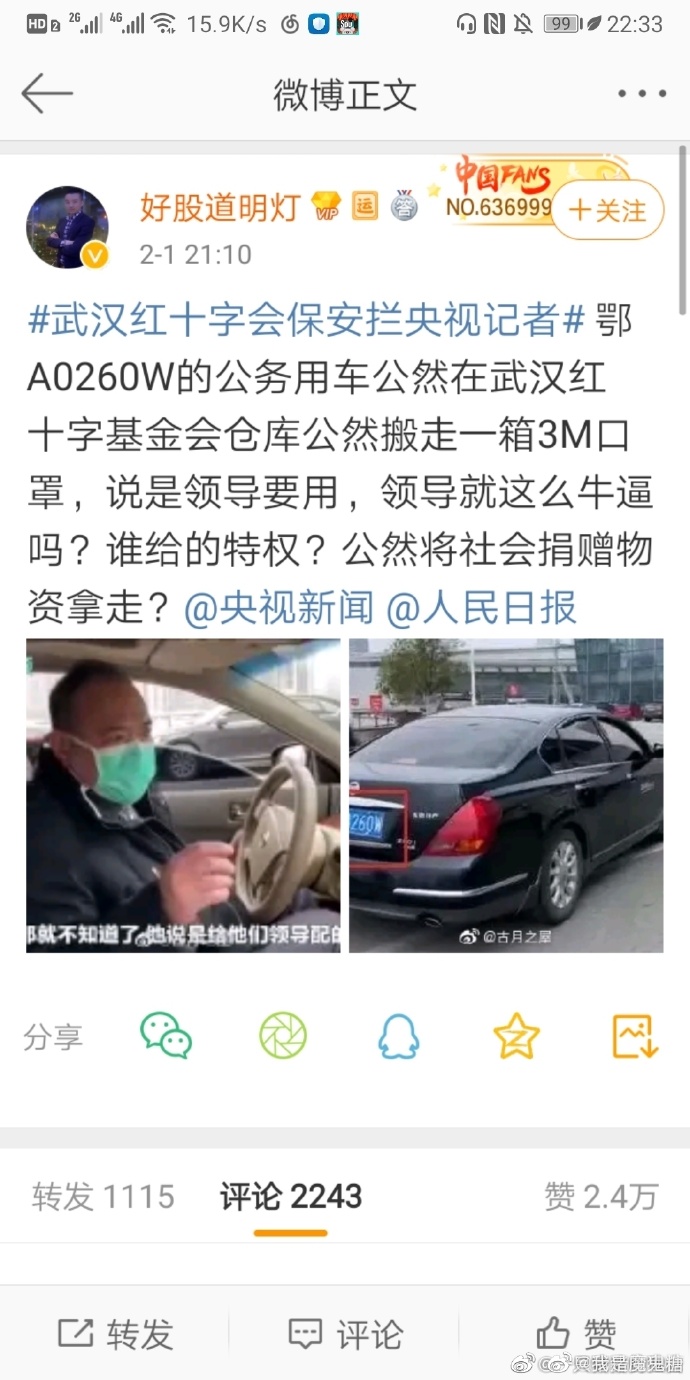 HD 2 2G 4G 15.9K/s 99 22:33
微博正文
中国FANS
好股道明灯 VIP 运 答 NO.636999 +关注
2-1 21:10
#武汉红十字会保安拦央视记者# 鄂
A0260W的公务用车公然在武汉红
十字基金会仓库公然搬走一箱3M口
罩，说是领导要用，领导就这么牛逼
吗？谁给的特权？公然将社会捐赠物
资拿走？@央视新闻 @人民日报
260W
那就不知道了 他说是给他们领导配的
@古月之屋
分享
转发 1115 评论 2243 赞 2.4万
转发 评论 赞